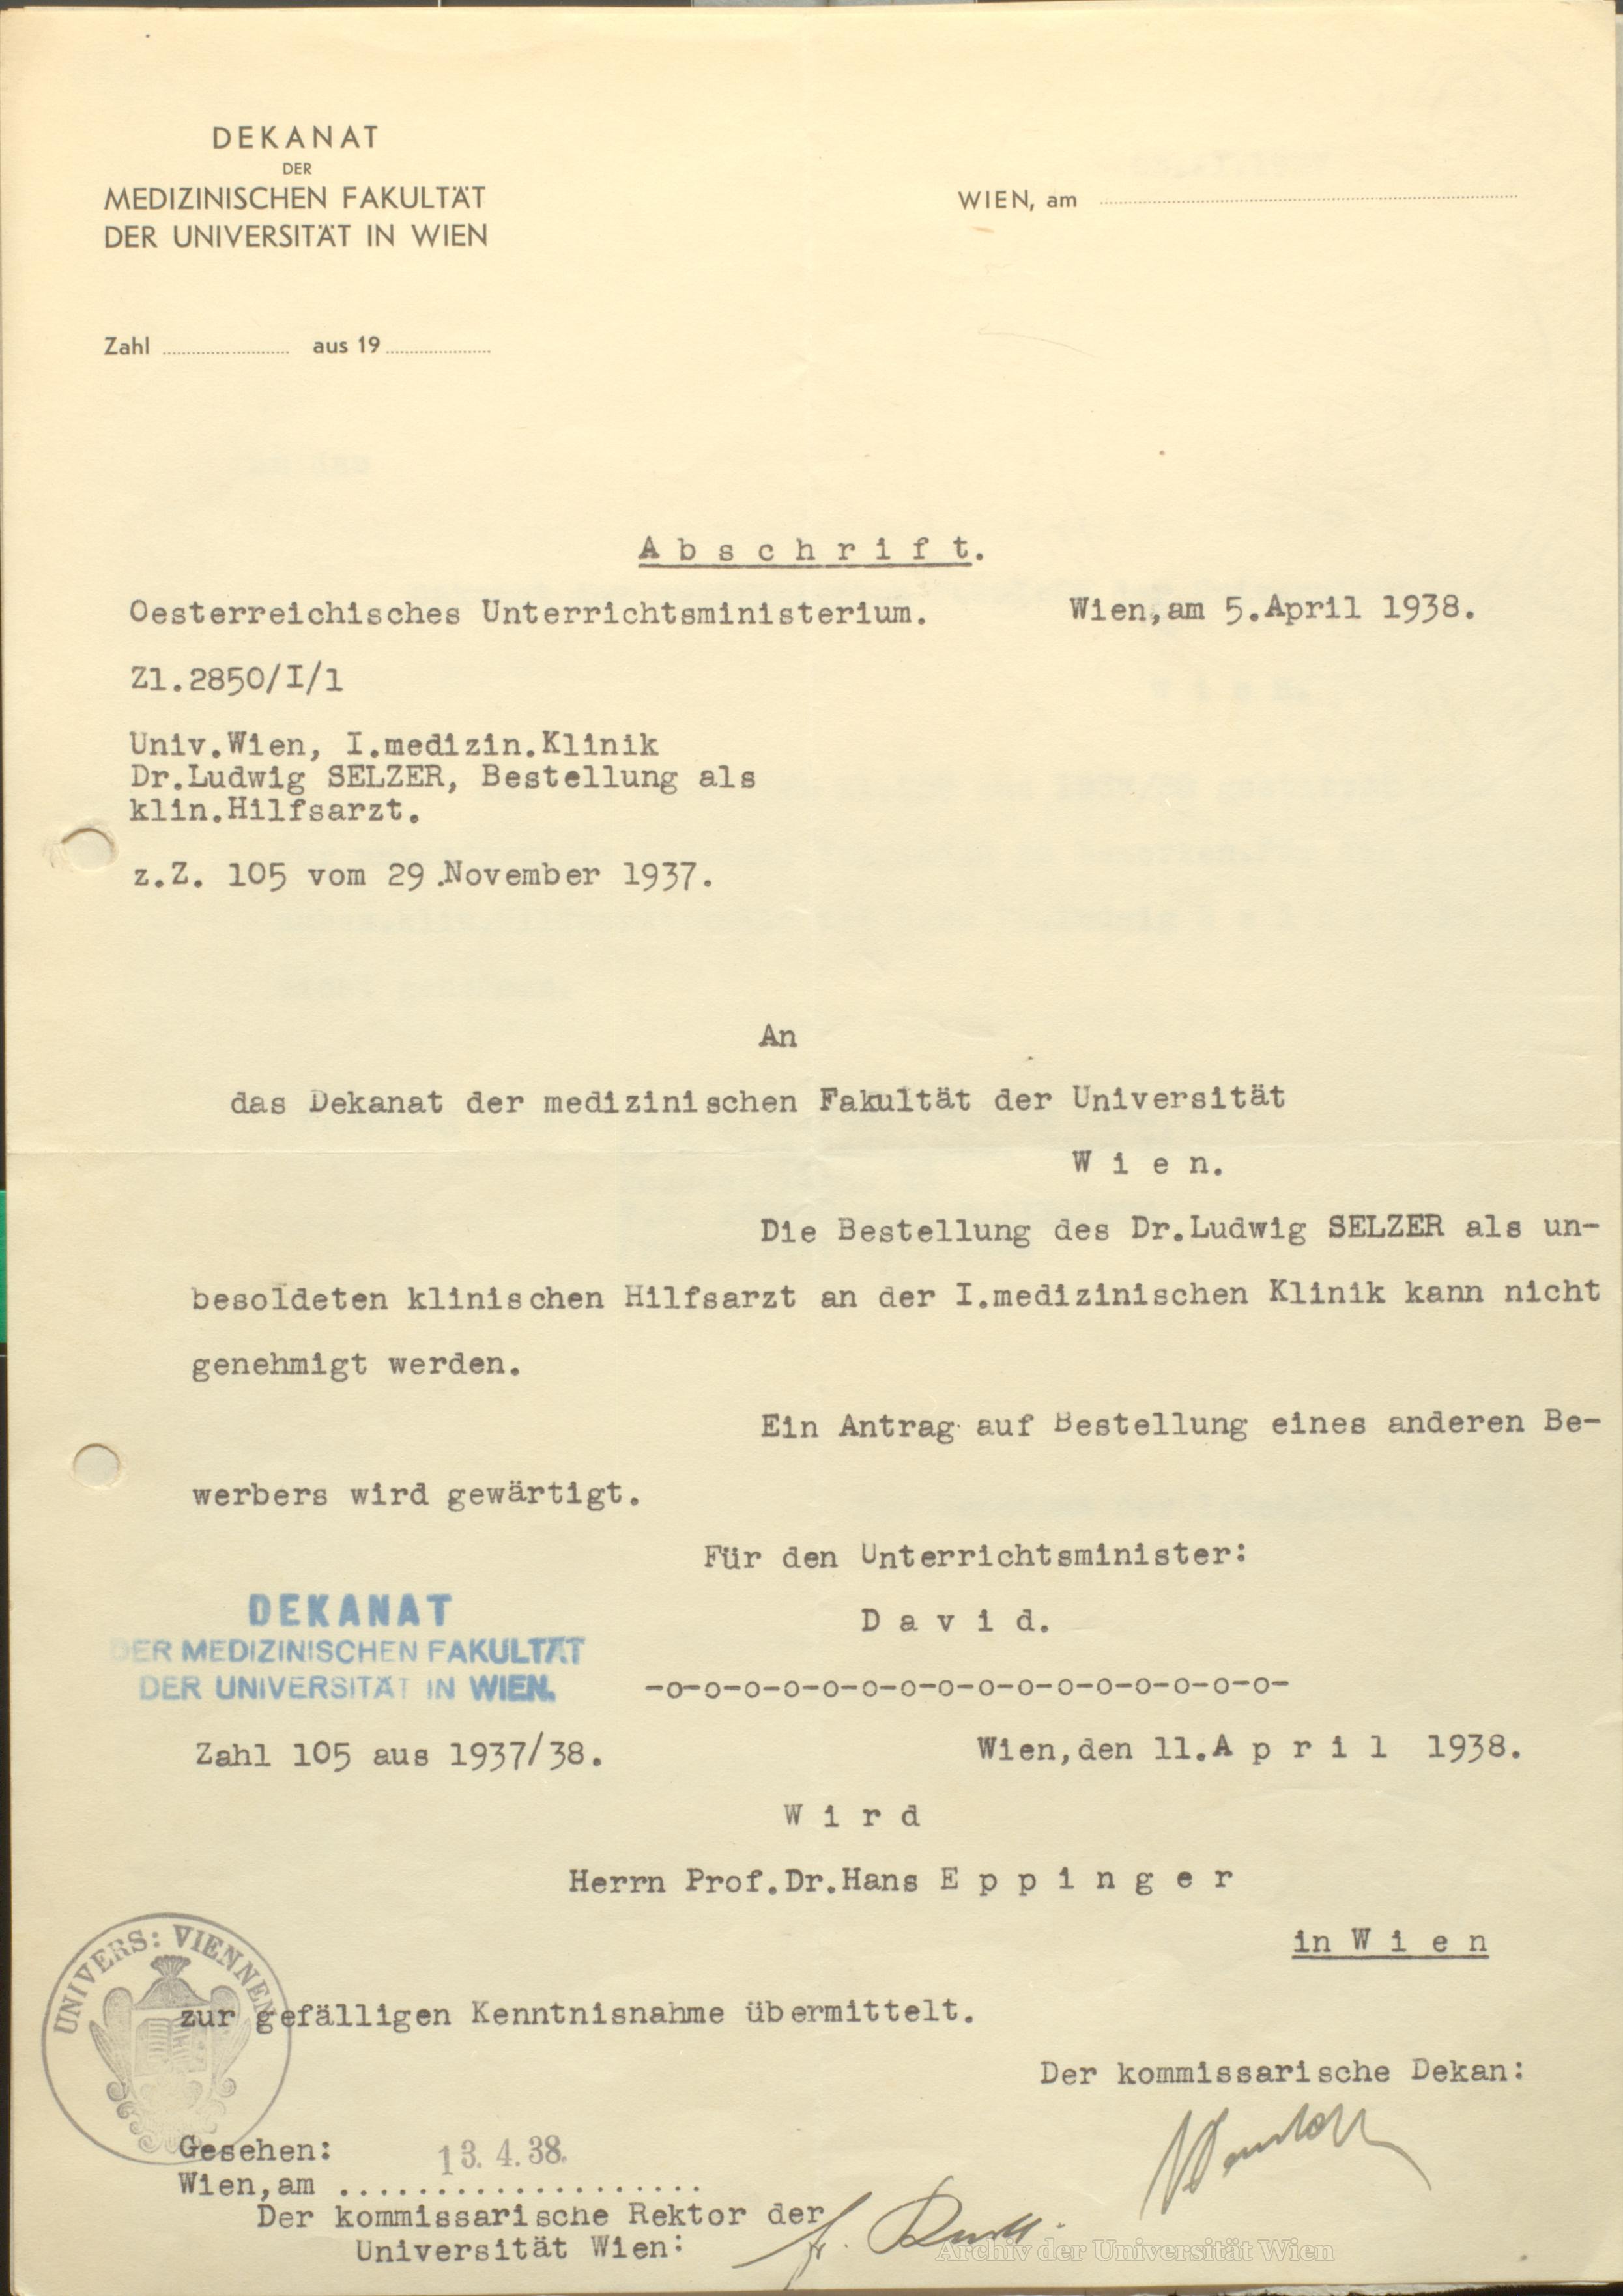 DEKANAT
DER
MEDIZINISCHEN FAKULTÄT
DER UNIVERSITÄT IN WIEN
WIEN, am
Zahl ........ aus 19........
Abschrift.
Oesterreichisches Unterrichtsministerium. Wien,am 5.April 1938.
Zl.2850/I/1
Univ.Wien, I.medizin.Klinik
Dr.Ludwig SELZER, Bestellung als
klin.Hilfsarzt.
z.Z. 105 vom 29.November 1937.
An
das Dekanat der medizinischen Fakultät der Universität
Wien.
Die Bestellung des Dr.Ludwig SELZER als un-
besoldeten klinischen Hilfsarzt an der I.medizinischen Klinik kann nicht
genehmigt werden.
Ein Antrag auf Bestellung eines anderen Be-
werbers wird gewärtigt.
Für den Unterrichtsminister:
David.
DEKANAT
DER MEDIZINISCHEN FAKULTÄT
DER UNIVERSITÄT IN WIEN.
-o-o-o-o-o-o-o-o-o-o-o-o-o-o-o-o-
Zahl 105 aus 1937/38. Wien,den 11.April 1938.
Wird
Herrn Prof.Dr.Hans Eppinger
in Wien
UNIVERS: VIENNEN
zur gefälligen Kenntnisnahme übermittelt.
Der kommissarische Dekan:
Gesehen:
13. 4. 38.
Wien,am ...................
Der kommissarische Rektor der
Universität Wien:
Archiv der Universität Wien